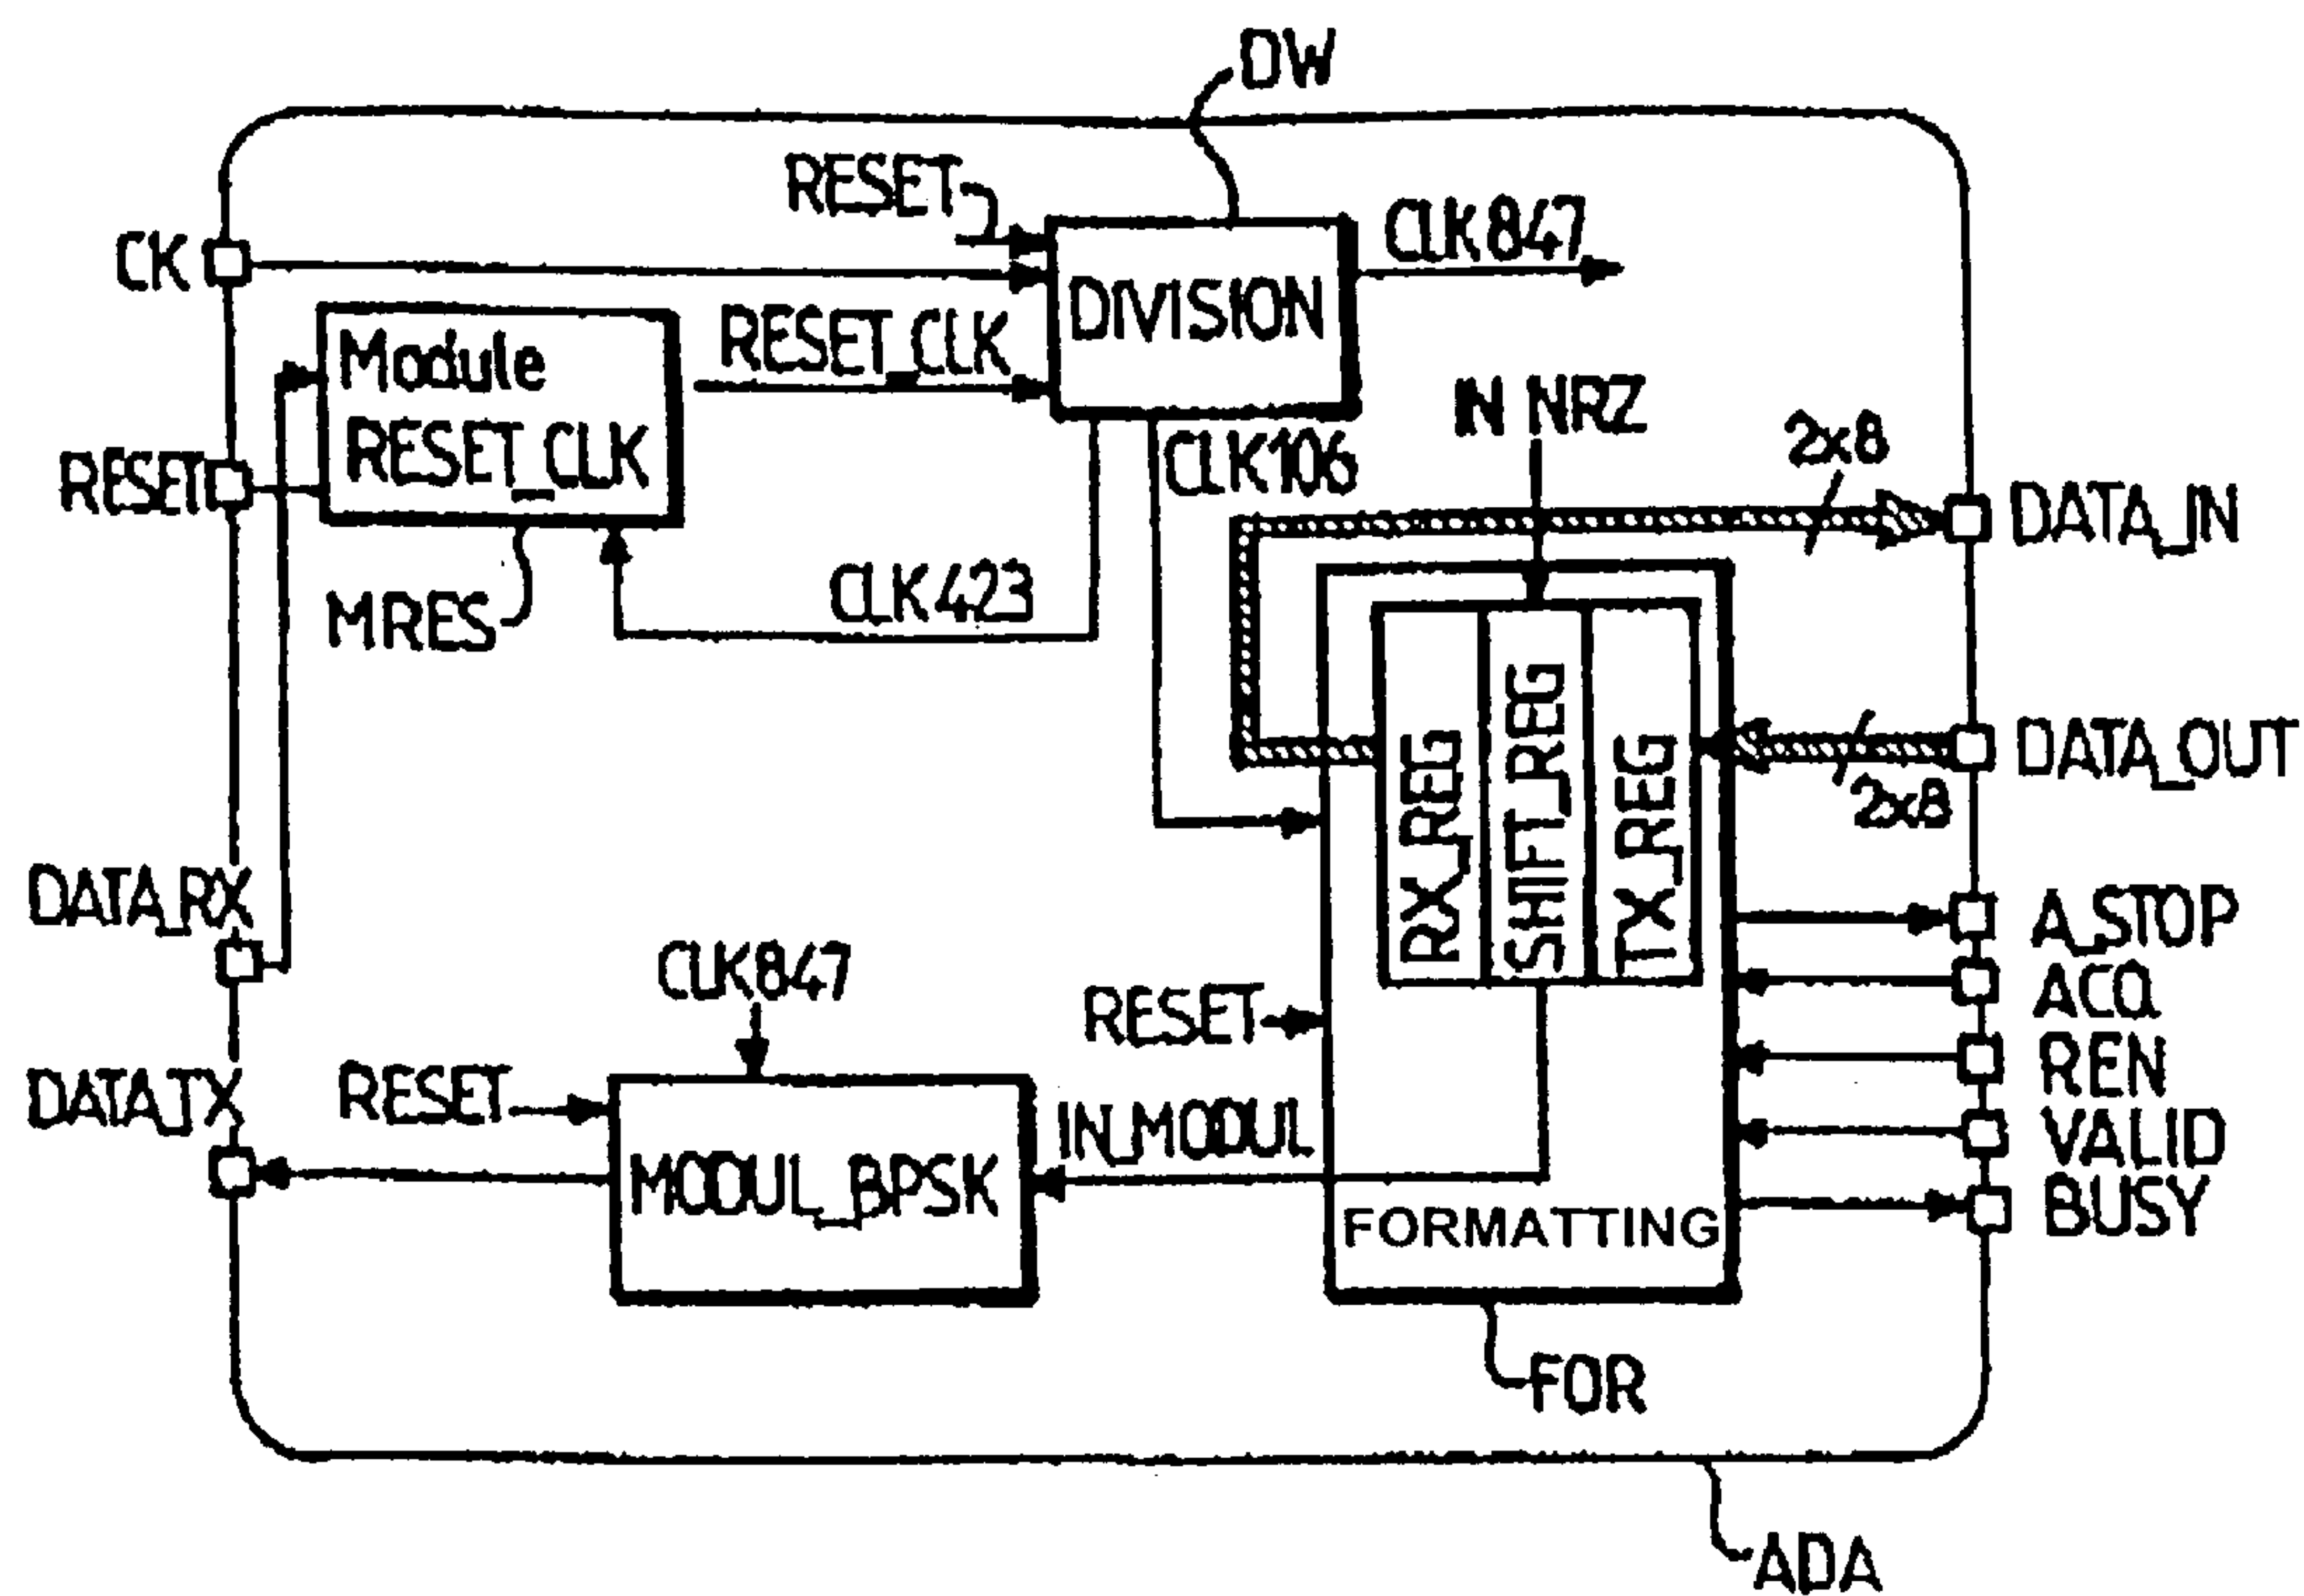 DW
RESET
CLK847
CK
DIVISION
RESET_CLK
Module
RESET_CLK
IN NRZ
2x8
CLK106
RESET
DATA_IN
CLK423
MRES
RX_REG
SHIFT_REG
TX_REG
DATA_OUT
2x8
DATA_RX
A_STOP
CLK847
ACQ
RESET
REN
DATA_TX
RESET
IN_MODUL
VALID
MODUL_BPSK
BUSY
FORMATTING
FOR
ADA